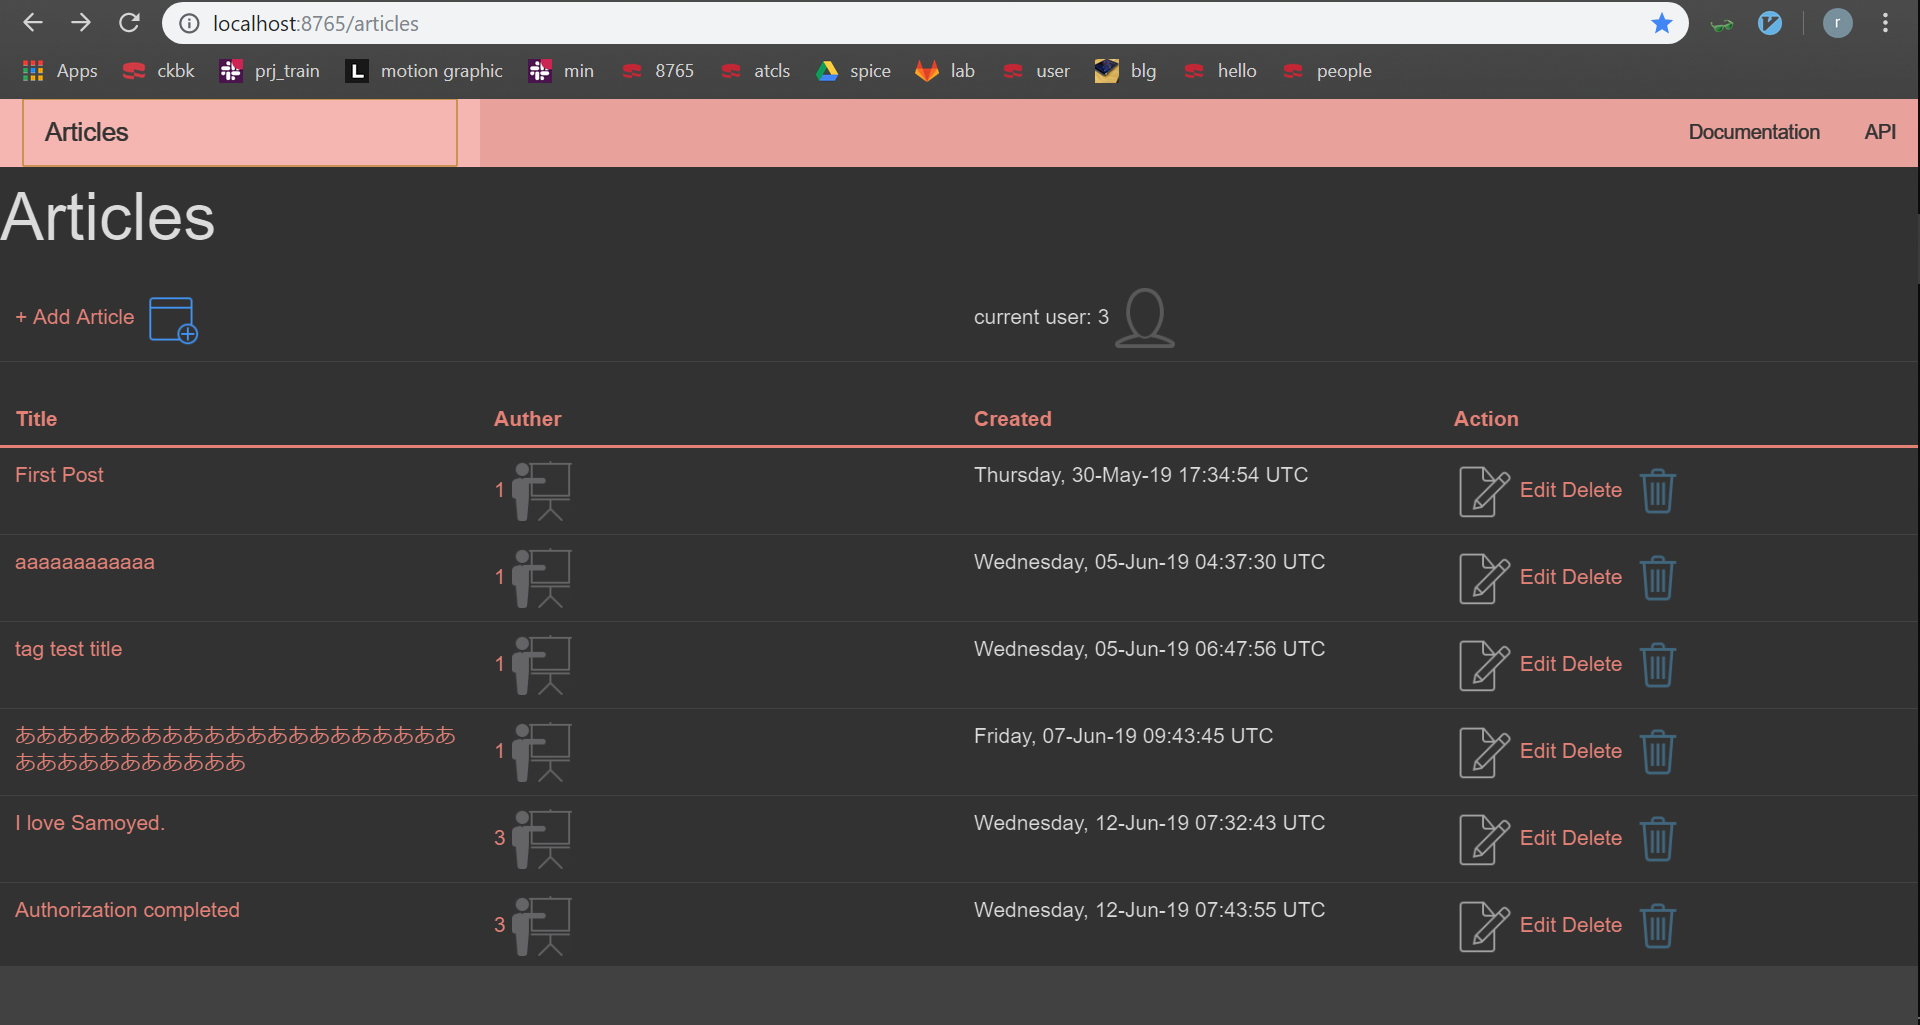 localhost:8765/articles
r
Apps ckbk prj_train L motion graphic min 8765 atcls spice lab user blg hello people
Articles Documentation API
Articles
+ Add Article current user: 3
Title Auther Created Action
First Post 1 Thursday, 30-May-19 17:34:54 UTC Edit Delete
aaaaaaaaaaaa 1 Wednesday, 05-Jun-19 04:37:30 UTC Edit Delete
tag test title 1 Wednesday, 05-Jun-19 06:47:56 UTC Edit Delete
あああああああああああああああああああああ
あああああああああああ 1 Friday, 07-Jun-19 09:43:45 UTC Edit Delete
I love Samoyed. 3 Wednesday, 12-Jun-19 07:32:43 UTC Edit Delete
Authorization completed 3 Wednesday, 12-Jun-19 07:43:55 UTC Edit Delete